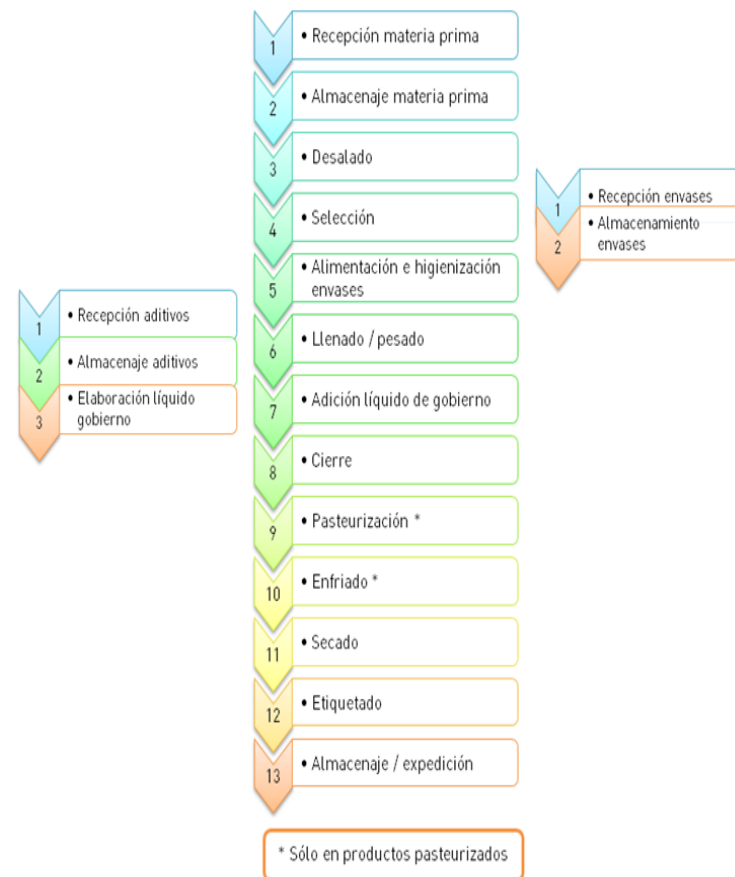 1
• Recepción materia prima
2
• Almacenaje materia prima
3
• Desalado
4
• Selección
5
• Alimentación e higienización
envases
6
• Llenado / pesado
7
• Adición líquido de gobierno
8
• Cierre
9
• Pasteurización *
10
• Enfriado *
11
• Secado
12
• Etiquetado
13
• Almacenaje / expedición
1
• Recepción aditivos
2
• Almacenaje aditivos
3
• Elaboración líquido
gobierno
1
• Recepción envases
2
• Almacenamiento
envases
* Sólo en productos pasteurizados